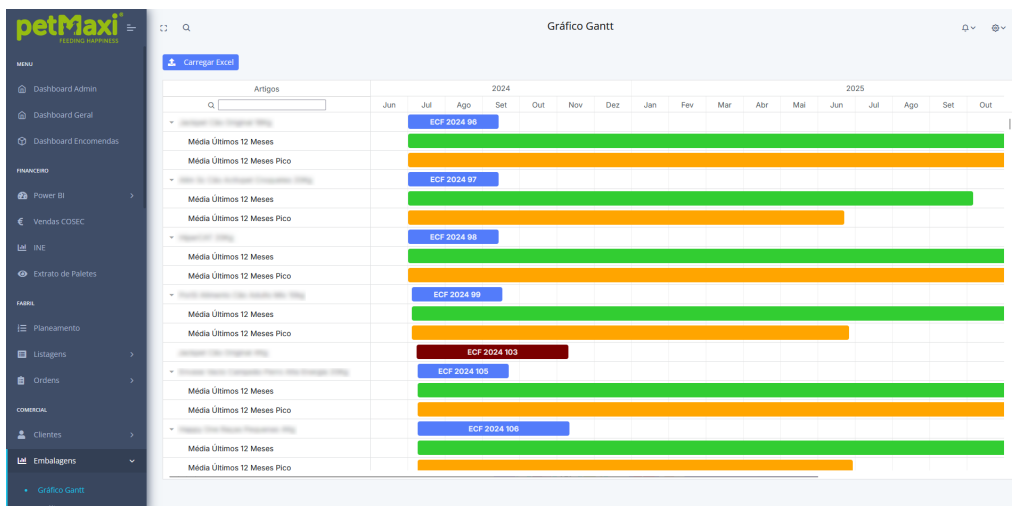 petMaxi
FEEDING HAPPINESS
Gráfico Gantt
MENU
Dashboard Admin
Dashboard Geral
Dashboard Encomendas
FINANCEIRO
Power BI
Vendas COSEC
INE
Extrato de Paletes
FABRIL
Planeamento
Listagens
Ordens
COMERCIAL
Clientes
Embalagens
Gráfico Gantt
Carregar Excel
Artigos 2024 2025
Jun Jul Ago Set Out Nov Dez Jan Fev Mar Abr Mai Jun Jul Ago Set Out
ECF 2024 96
Média Últimos 12 Meses
Média Últimos 12 Meses Pico
ECF 2024 97
Média Últimos 12 Meses
Média Últimos 12 Meses Pico
ECF 2024 98
Média Últimos 12 Meses
Média Últimos 12 Meses Pico
ECF 2024 99
Média Últimos 12 Meses
Média Últimos 12 Meses Pico
ECF 2024 103
ECF 2024 105
Média Últimos 12 Meses
Média Últimos 12 Meses Pico
ECF 2024 106
Média Últimos 12 Meses
Média Últimos 12 Meses Pico